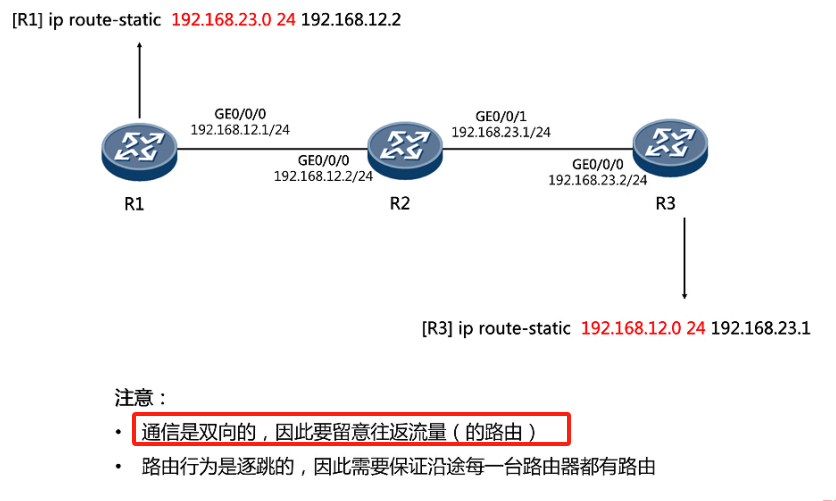 [R1] ip route-static 192.168.23.0 24 192.168.12.2
GE0/0/0
192.168.12.1/24
GE0/0/1
192.168.23.1/24
GE0/0/0
192.168.12.2/24
GE0/0/0
192.168.23.2/24
R1
R2
R3
[R3] ip route-static 192.168.12.0 24 192.168.23.1
注意：
• 通信是双向的，因此要留意往返流量（的路由）
• 路由行为是逐跳的，因此需要保证沿途每一台路由器都有路由